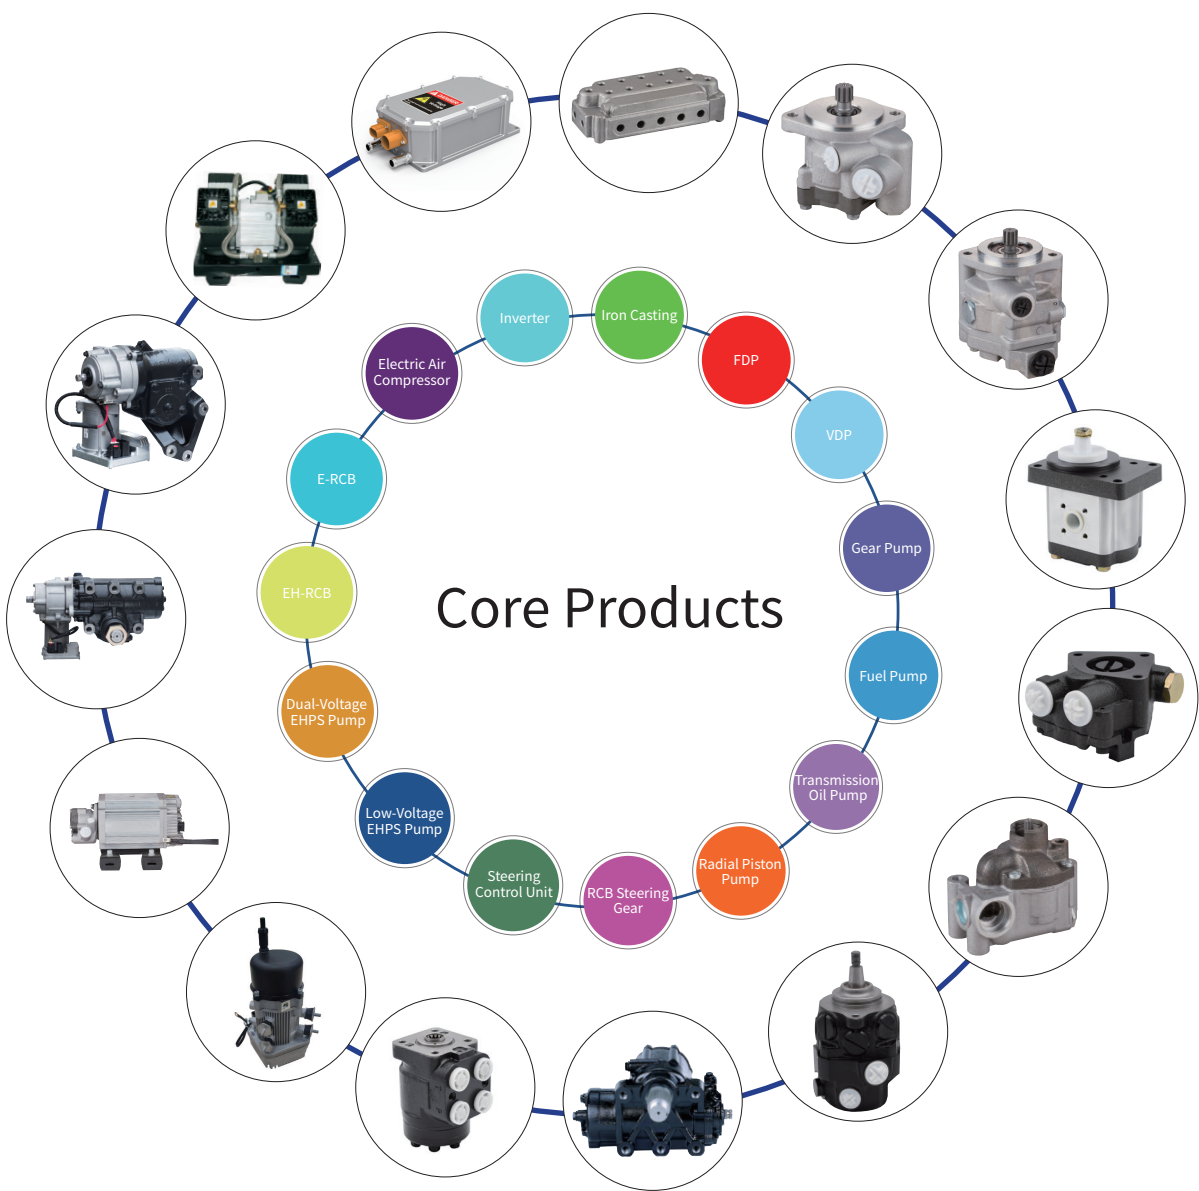 Inverter
Iron Casting
FDP
VDP
Gear Pump
Fuel Pump
Transmission
Oil Pump
Radial Piston
Pump
RCB Steering
Gear
Steering
Control Unit
Low-Voltage
EHPS Pump
Dual-Voltage
EHPS Pump
EH-RCB
E-RCB
Electric Air
Compressor
Core Products